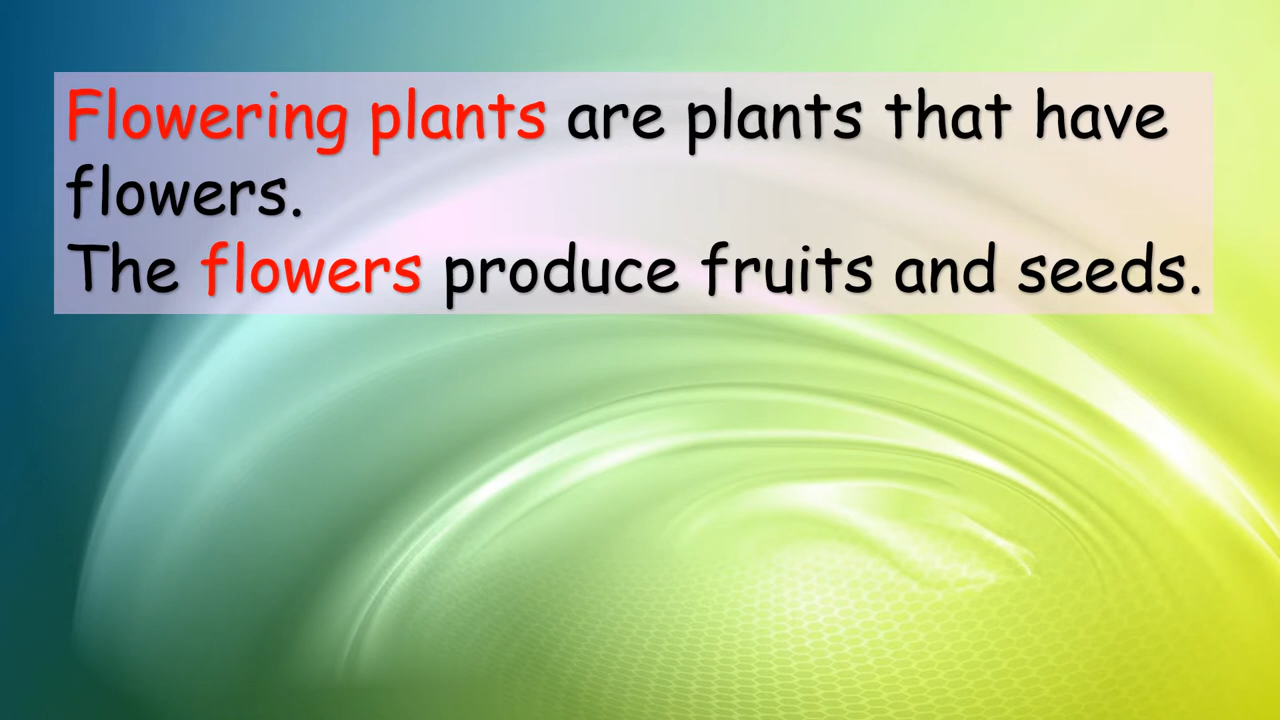 Flowering plants are plants that have
flowers.
The flowers produce fruits and seeds.